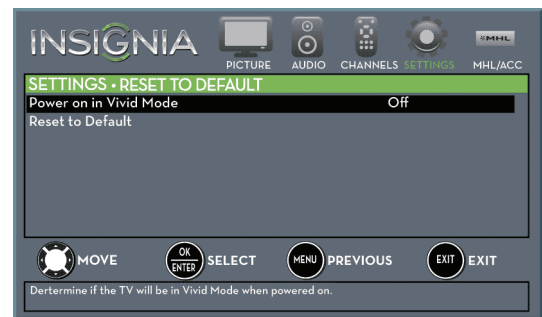 INSIGNIA
PICTURE AUDIO CHANNELS SETTINGS MHL/ACC
MHL
SETTINGS • RESET TO DEFAULT
Power on in Vivid Mode Off
Reset to Default
MOVE OK ENTER SELECT MENU PREVIOUS EXIT EXIT
Dertermine if the TV will be in Vivid Mode when powered on.